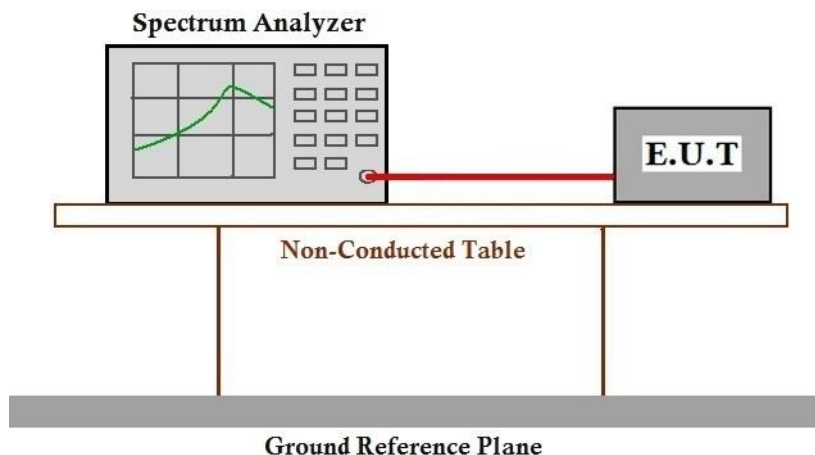 Spectrum Analyzer
E.U.T
Non-Conducted Table
Ground Reference Plane